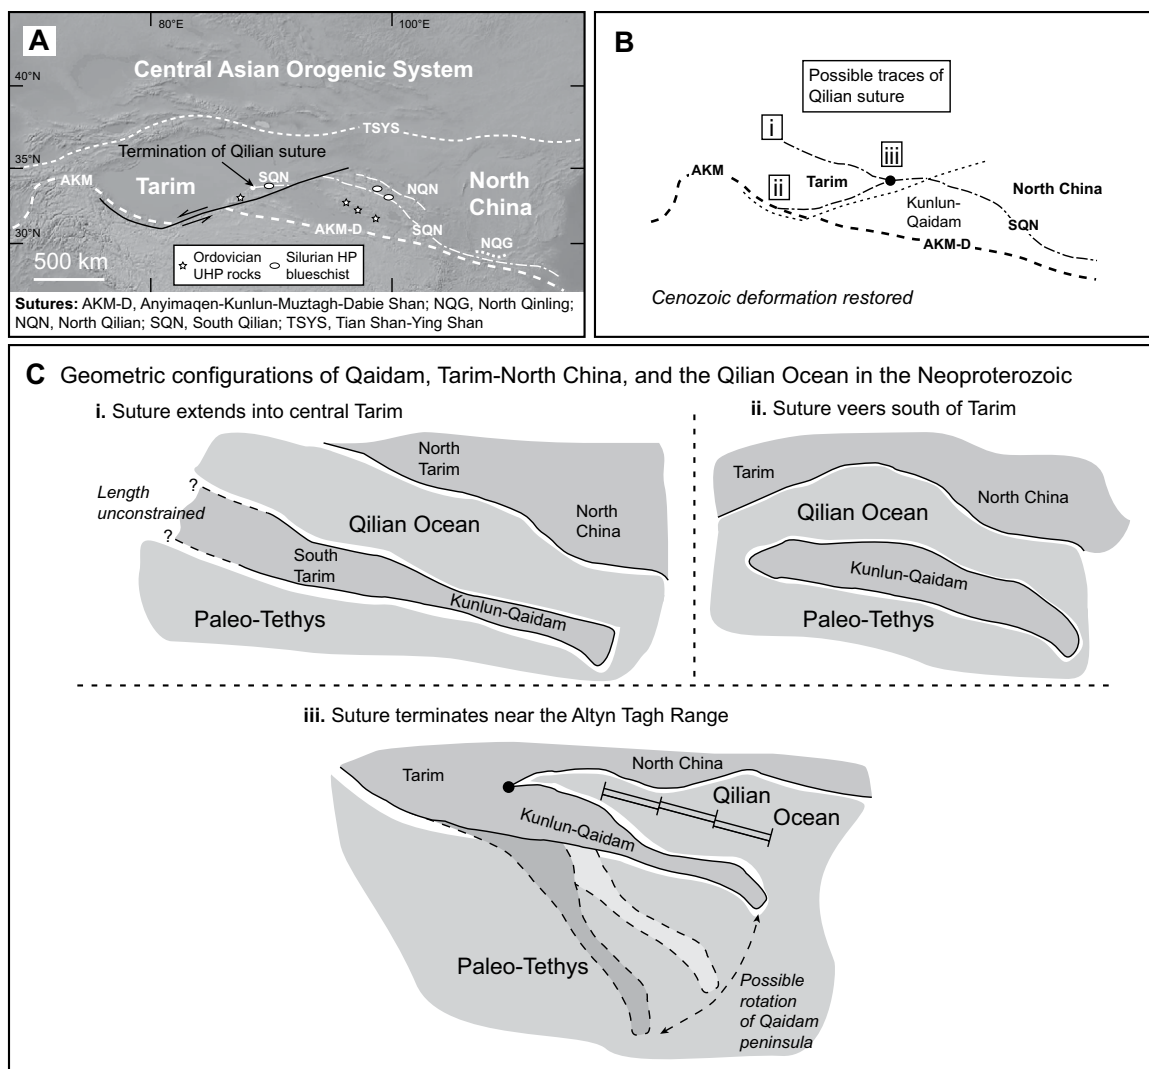 A
80°E
100°E
40°N
35°N
30°N
Central Asian Orogenic System
TSYS
Termination of Qilian suture
AKM
Tarim
SQN
NQN
North
China
AKM-D
SQN
NQG
500 km
Ordovician
UHP rocks
Silurian HP
blueschist
Sutures: AKM-D, Anyimaqen-Kunlun-Muztagh-Dabie Shan; NQG, North Qinling;
NQN, North Qilian; SQN, South Qilian; TSYS, Tian Shan-Ying Shan
B
Possible traces of
Qilian suture
i
iii
AKM
ii
Tarim
North China
Kunlun-
Qaidam
SQN
AKM-D
Cenozoic deformation restored
C Geometric configurations of Qaidam, Tarim-North China, and the Qilian Ocean in the Neoproterozoic
i. Suture extends into central Tarim
North
Tarim
?
Length
unconstrained
?
Qilian Ocean
North
China
South
Tarim
Kunlun-Qaidam
Paleo-Tethys
ii. Suture veers south of Tarim
Tarim
North China
Qilian Ocean
Kunlun-Qaidam
Paleo-Tethys
iii. Suture terminates near the Altyn Tagh Range
Tarim
North China
Qilian
Ocean
Kunlun-Qaidam
Paleo-Tethys
Possible
rotation
of Qaidam
peninsula